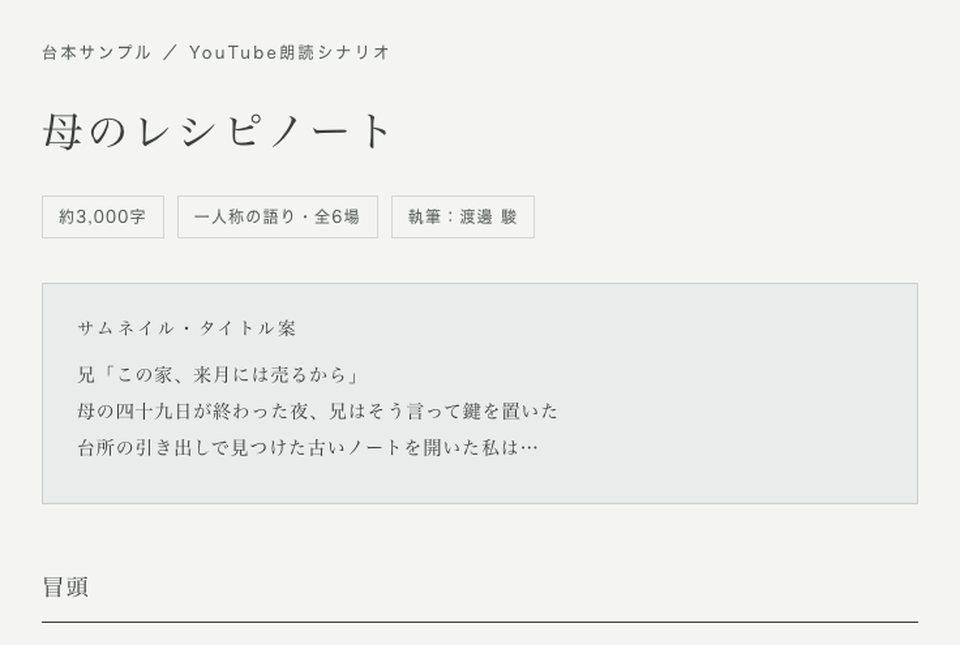 台本サンプル ／ YouTube朗読シナリオ
母のレシピノート
約3,000字
一人称の語り・全6場
執筆：渡邊 駿
サムネイル・タイトル案
兄「この家、来月には売るから」
母の四十九日が終わった夜、兄はそう言って鍵を置いた
台所の引き出しで見つけた古いノートを開いた私は…
冒頭